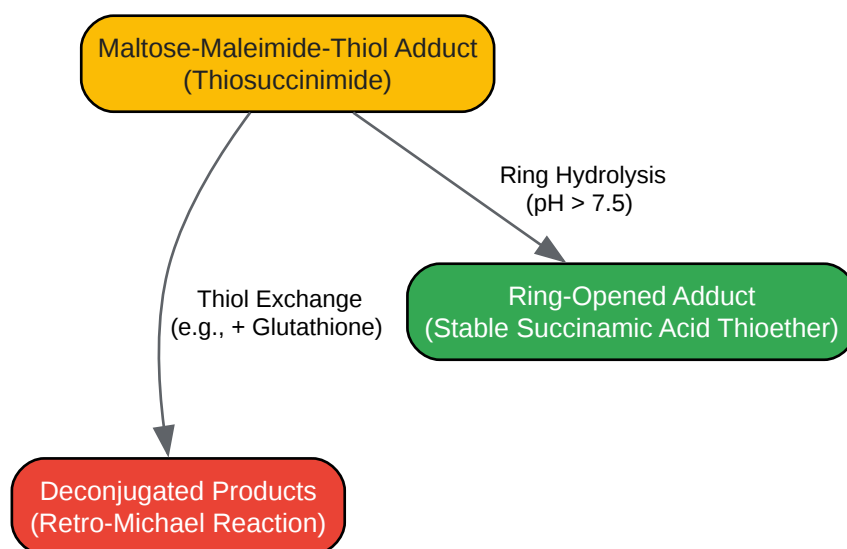 Maltose-Maleimide-Thiol Adduct
(Thiosuccinimide)
Ring Hydrolysis
(pH > 7.5)
Thiol Exchange
(e.g., + Glutathione)
Ring-Opened Adduct
(Stable Succinamic Acid Thioether)
Deconjugated Products
(Retro-Michael Reaction)